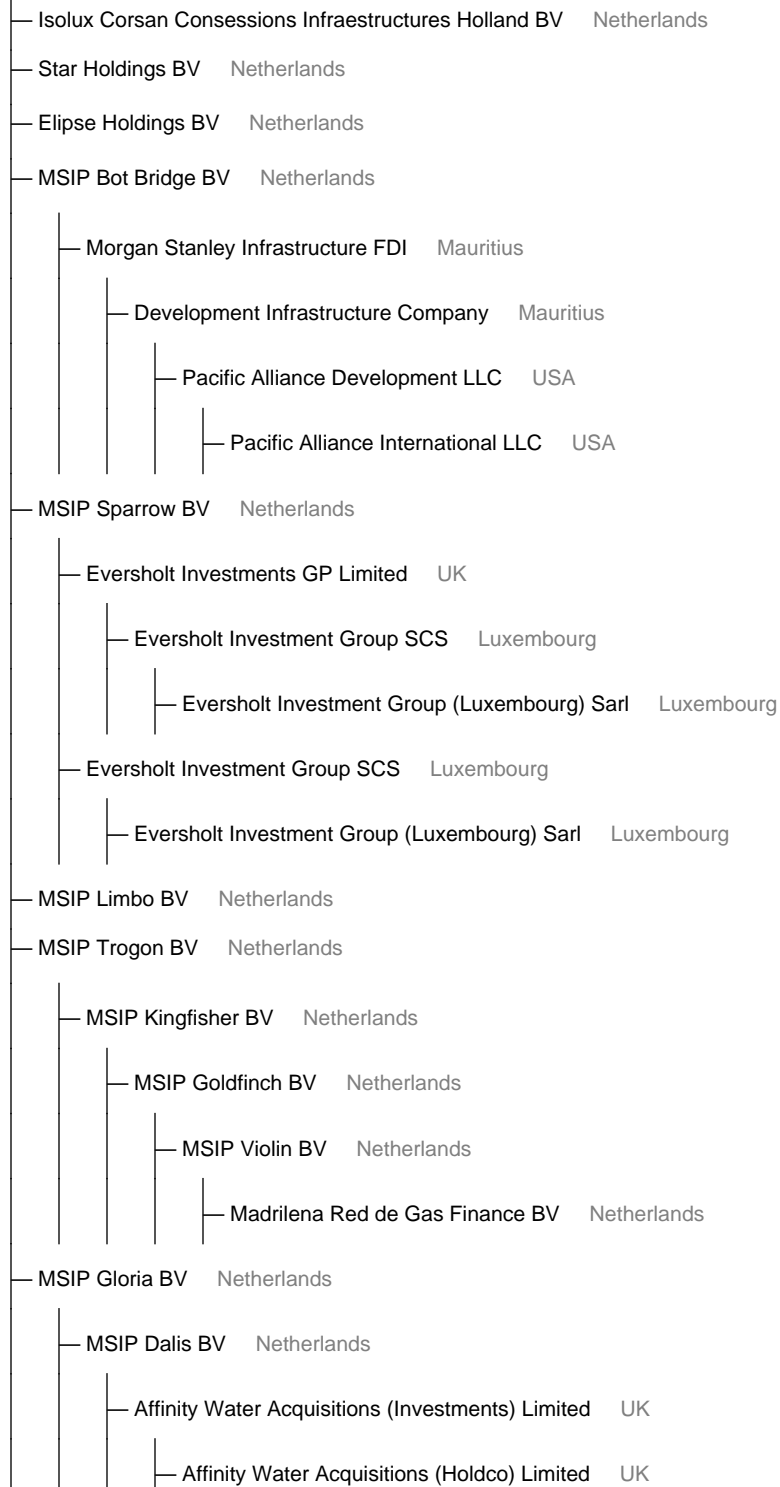 Isolux Corsan Consessions Infraestructures Holland BV Netherlands
Star Holdings BV Netherlands
Elipse Holdings BV Netherlands
MSIP Bot Bridge BV Netherlands
Morgan Stanley Infrastructure FDI Mauritius
Development Infrastructure Company Mauritius
Pacific Alliance Development LLC USA
Pacific Alliance International LLC USA
MSIP Sparrow BV Netherlands
Eversholt Investments GP Limited UK
Eversholt Investment Group SCS Luxembourg
Eversholt Investment Group (Luxembourg) Sarl Luxembourg
Eversholt Investment Group SCS Luxembourg
Eversholt Investment Group (Luxembourg) Sarl Luxembourg
MSIP Limbo BV Netherlands
MSIP Trogon BV Netherlands
MSIP Kingfisher BV Netherlands
MSIP Goldfinch BV Netherlands
MSIP Violin BV Netherlands
Madrilena Red de Gas Finance BV Netherlands
MSIP Gloria BV Netherlands
MSIP Dalis BV Netherlands
Affinity Water Acquisitions (Investments) Limited UK
Affinity Water Acquisitions (Holdco) Limited UK